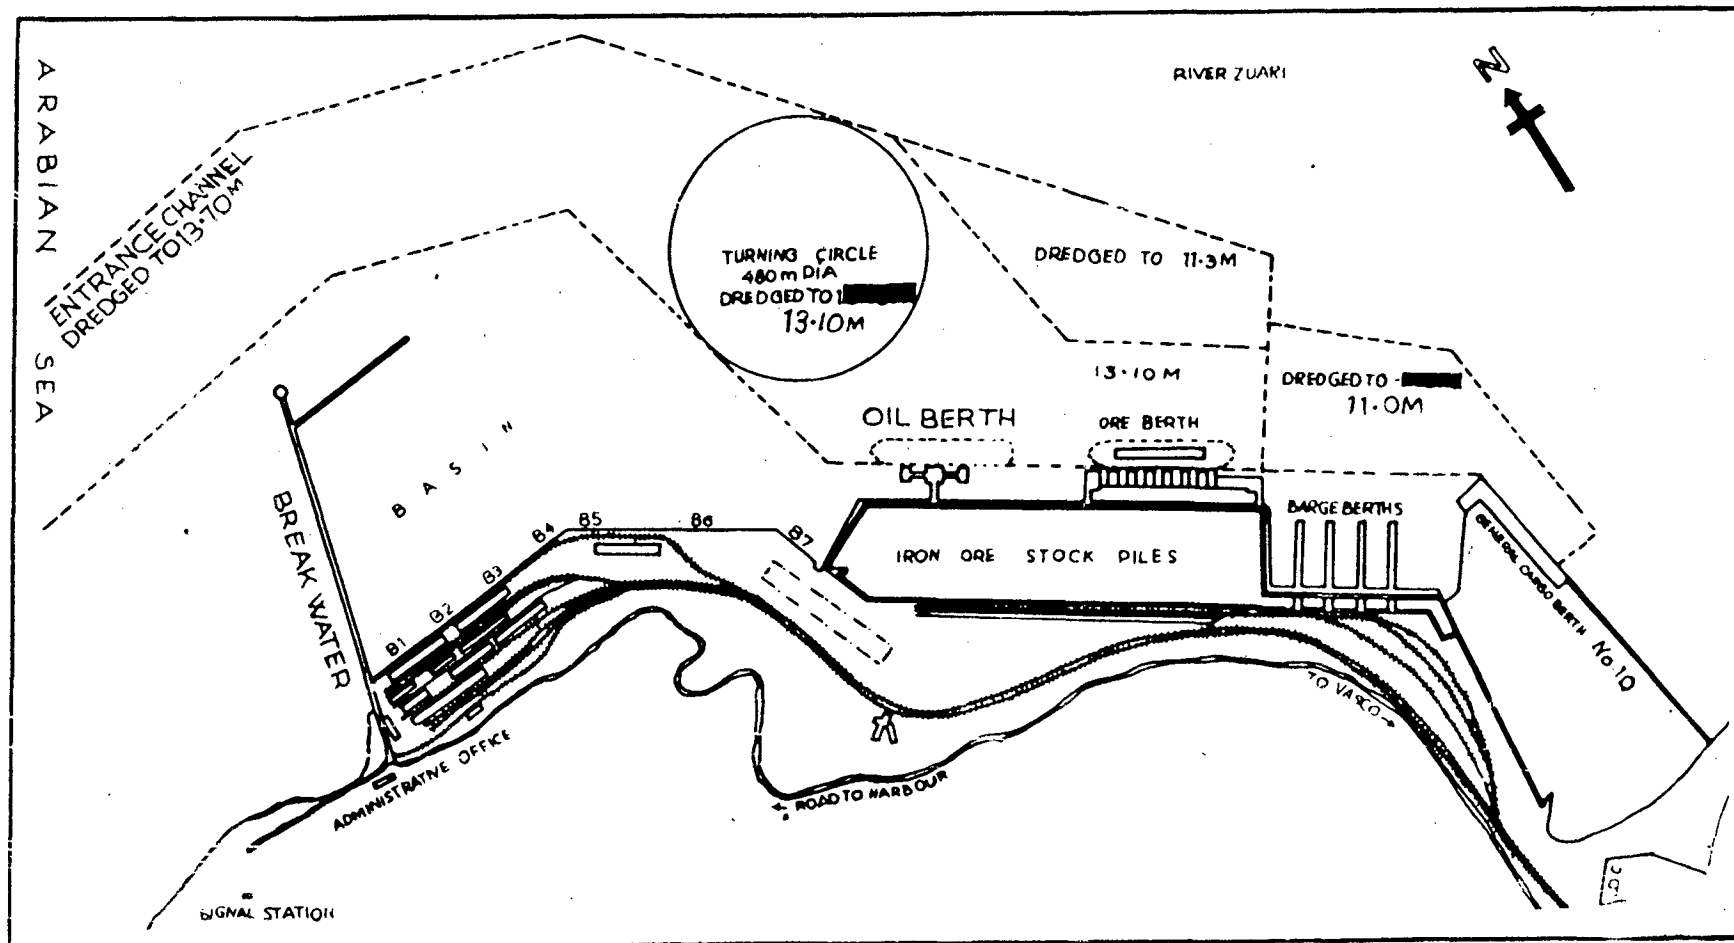 ARABIAN SEA
ENTRANCE CHANNEL
DREDGED TO 13·70M
RIVER ZUARI
N
TURNING CIRCLE
480m DIA
DREDGED TO 1
13·10M
DREDGED TO 11·3M
13·10M
DREDGED TO -
11·0M
OIL BERTH
ORE BERTH
BASIN
BREAK WATER
B1
B2
B3
B4
B5
B6
B7
IRON ORE STOCK PILES
BARGE BERTHS
GENERAL CARGO BERTH No 10
TO VASCO
ROAD TO HARBOUR
ADMINISTRATIVE OFFICE
SIGNAL STATION